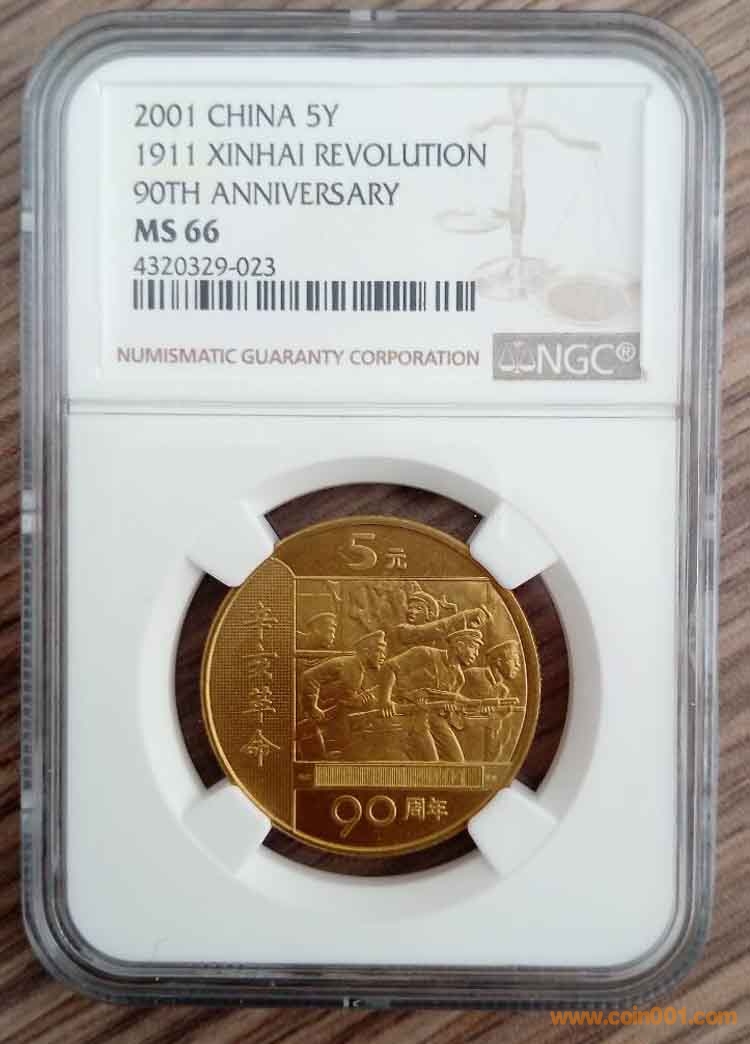 2001 CHINA 5Y
1911 XINHAI REVOLUTION
90TH ANNIVERSARY
MS 66
4320329-023
NUMISMATIC GUARANTY CORPORATION
NGC®
5元
辛亥革命
90周年
www.coin001.com